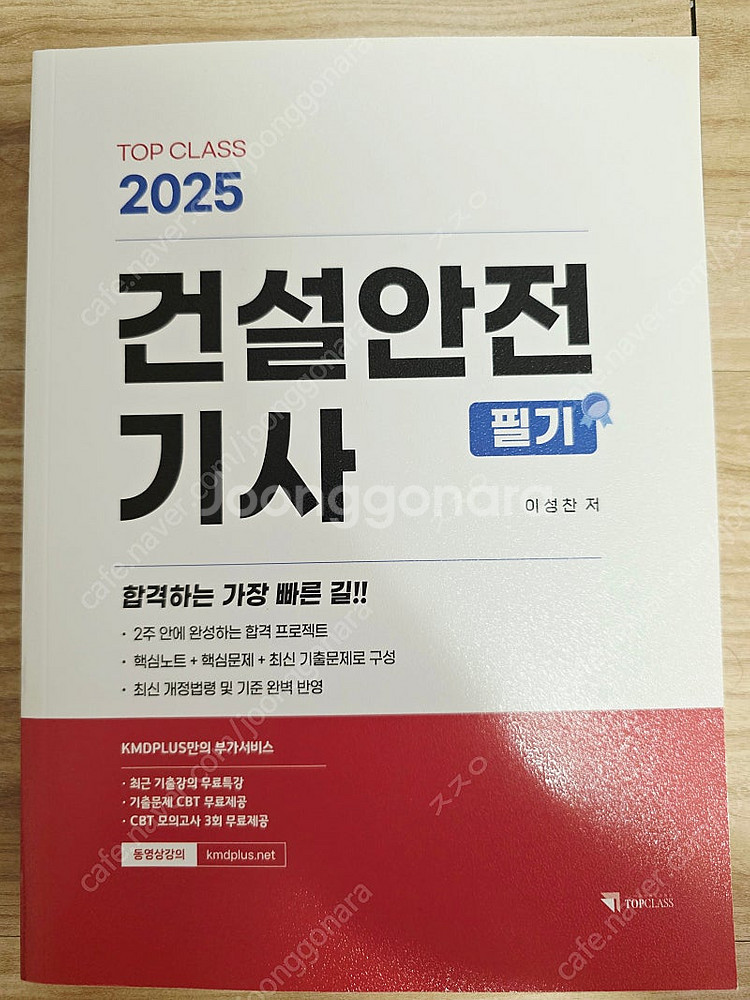 TOP CLASS
2025
건설안전
기사
필기
이성찬 저
합격하는 가장 빠른 길!!
· 2주 안에 완성하는 합격 프로젝트
· 핵심노트 + 핵심문제 + 최신 기출문제로 구성
· 최신 개정법령 및 기준 완벽 반영
KMDPLUS만의 부가서비스
· 최근 기출강의 무료특강
· 기출문제 CBT 무료제공
· CBT 모의고사 3회 무료제공
동영상강의 kmdplus.net
TOPCLASS
Joonggonara
cafe.naver.com/joonggonara